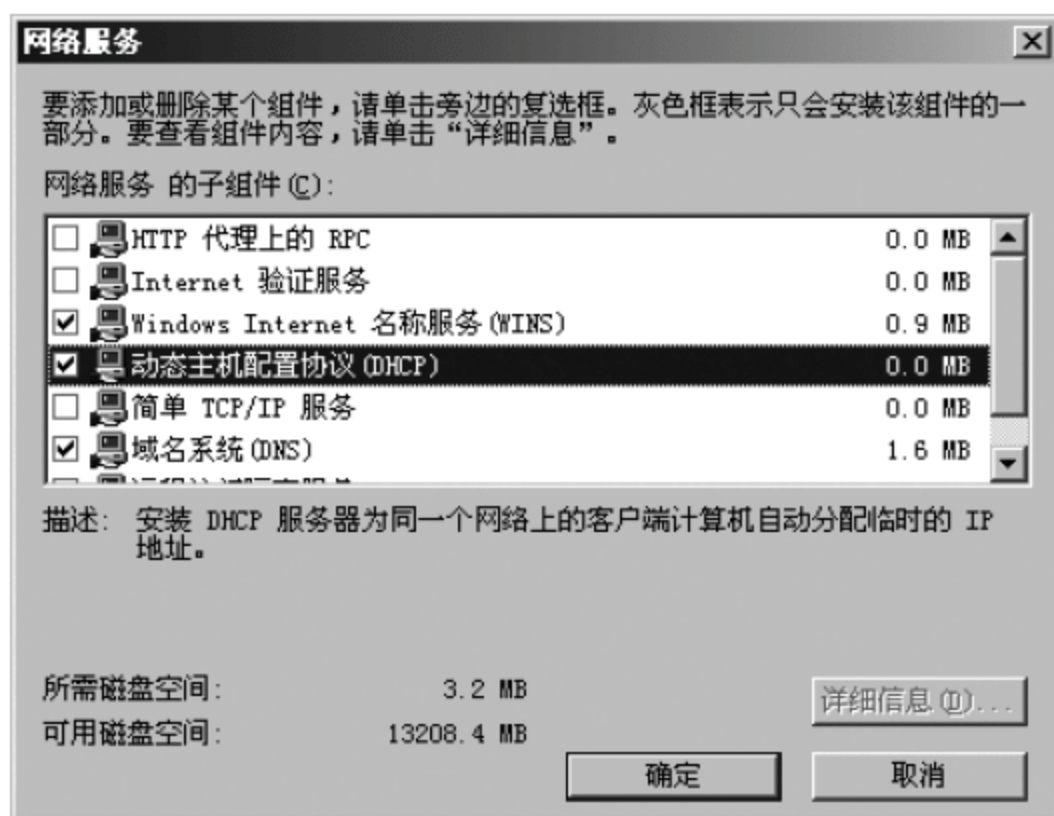 网络服务
要添加或删除某个组件，请单击旁边的复选框。灰色框表示只会安装该组件的一
部分。要查看组件内容，请单击“详细信息”。
网络服务 的子组件(C):
HTTP 代理上的 RPC 0.0 MB
Internet 验证服务 0.0 MB
Windows Internet 名称服务(WINS) 0.9 MB
动态主机配置协议(DHCP) 0.0 MB
简单 TCP/IP 服务 0.0 MB
域名系统(DNS) 1.6 MB
描述: 安装 DHCP 服务器为同一个网络上的客户端计算机自动分配临时的 IP
地址。
所需磁盘空间: 3.2 MB
详细信息(D)...
可用磁盘空间: 13208.4 MB
确定 取消